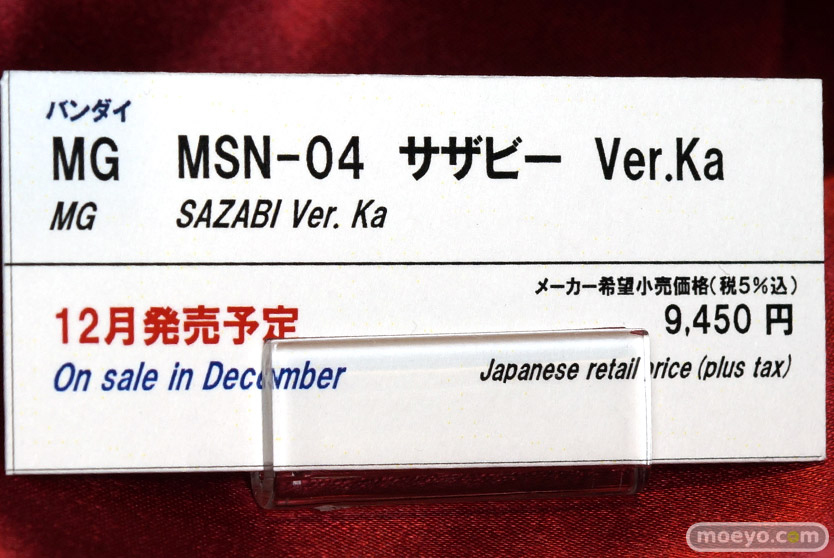 バンダイ
MG MSN-04 サザビー Ver.Ka
MG SAZABI Ver. Ka
メーカー希望小売価格(税5%込)
12月発売予定 9,450 円
On sale in December Japanese retail price (plus tax)
moeyo.com